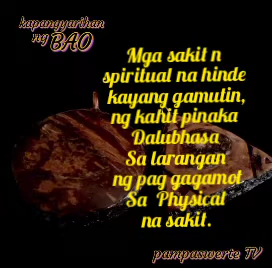 kapangyarihan
ng BAO
Mga sakit n
spiritual na hinde
kayang gamutin,
ng kahit pinaka
Dalubhasa
Sa larangan
ng pag gagamot
Sa Physical
na sakit.
pampaswerte TV